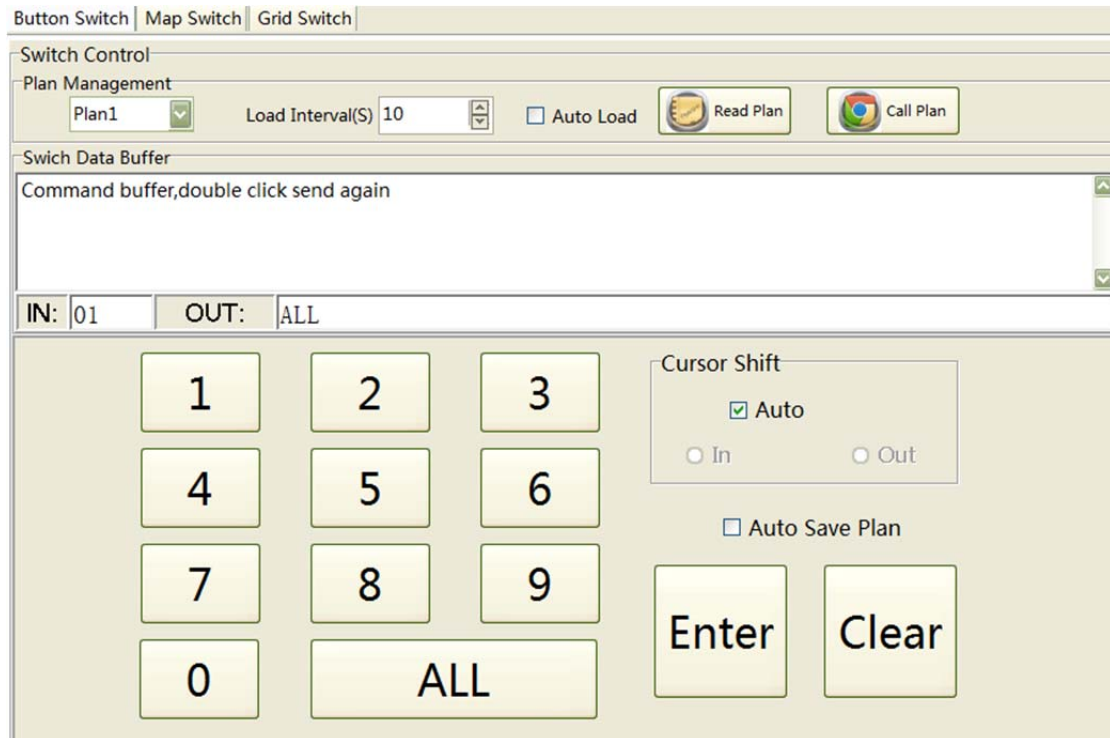 Button Switch Map Switch Grid Switch
Switch Control
Plan Management
Plan1 Load Interval(S) 10 Auto Load Read Plan Call Plan
Swich Data Buffer
Command buffer,double click send again
IN: 01 OUT: ALL
1 2 3
Cursor Shift
Auto
In Out
4 5 6
Auto Save Plan
7 8 9
Enter Clear
0 ALL